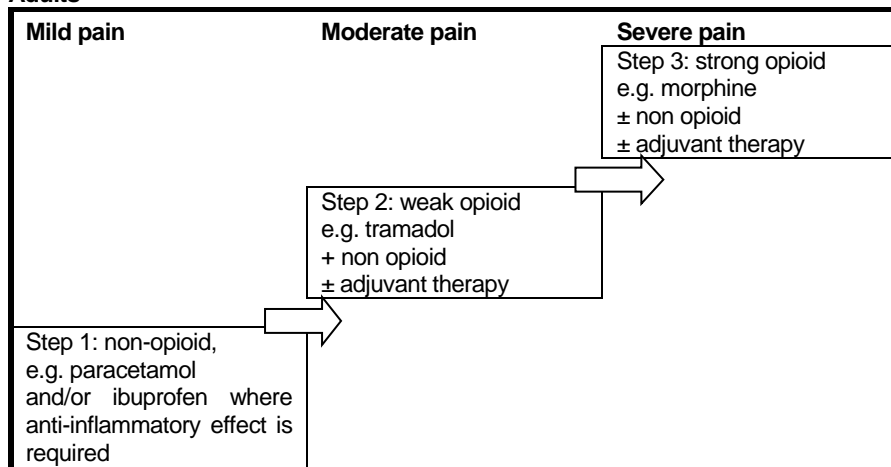 Mild pain
Moderate pain
Severe pain
Step 3: strong opioid
e.g. morphine
± non opioid
± adjuvant therapy
Step 2: weak opioid
e.g. tramadol
+ non opioid
± adjuvant therapy
Step 1: non-opioid,
e.g. paracetamol
and/or ibuprofen where
anti-inflammatory effect is
required